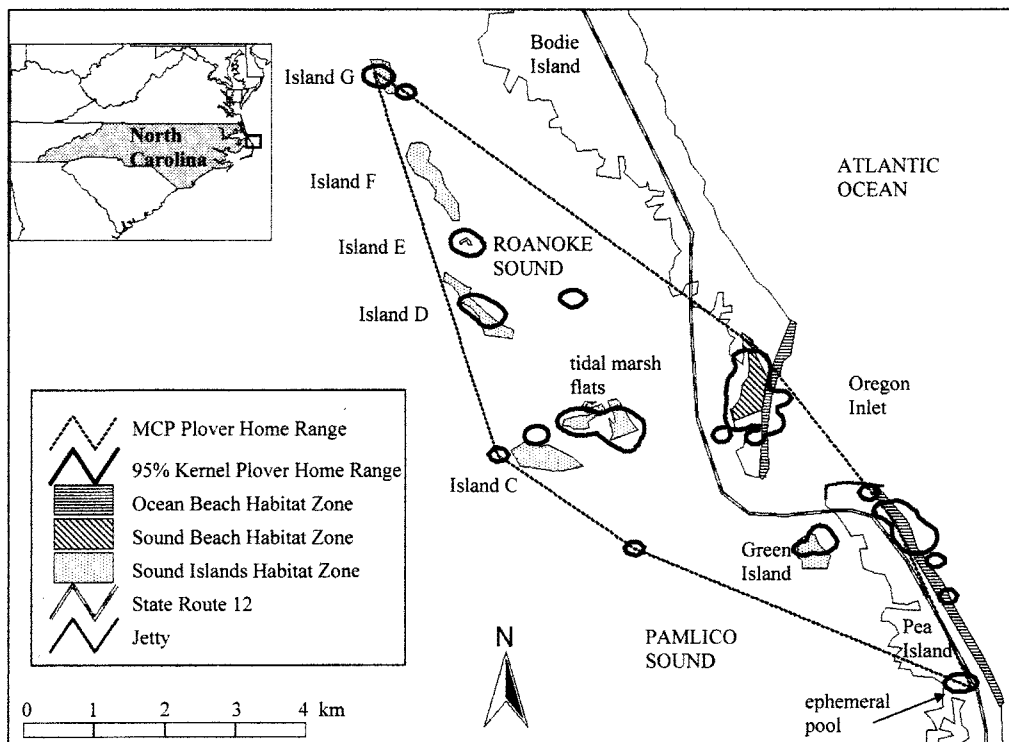 Bodie
Island
Island G
North
Carolina
ATLANTIC
OCEAN
Island F
Island E
ROANOKE
SOUND
Island D
tidal marsh
flats
Oregon
Inlet
MCP Plover Home Range
95% Kernel Plover Home Range
Ocean Beach Habitat Zone
Sound Beach Habitat Zone
Sound Islands Habitat Zone
State Route 12
Jetty
Island C
Green
Island
N
PAMLICO
SOUND
Pea
Island
ephemeral
pool
0 1 2 3 4 km